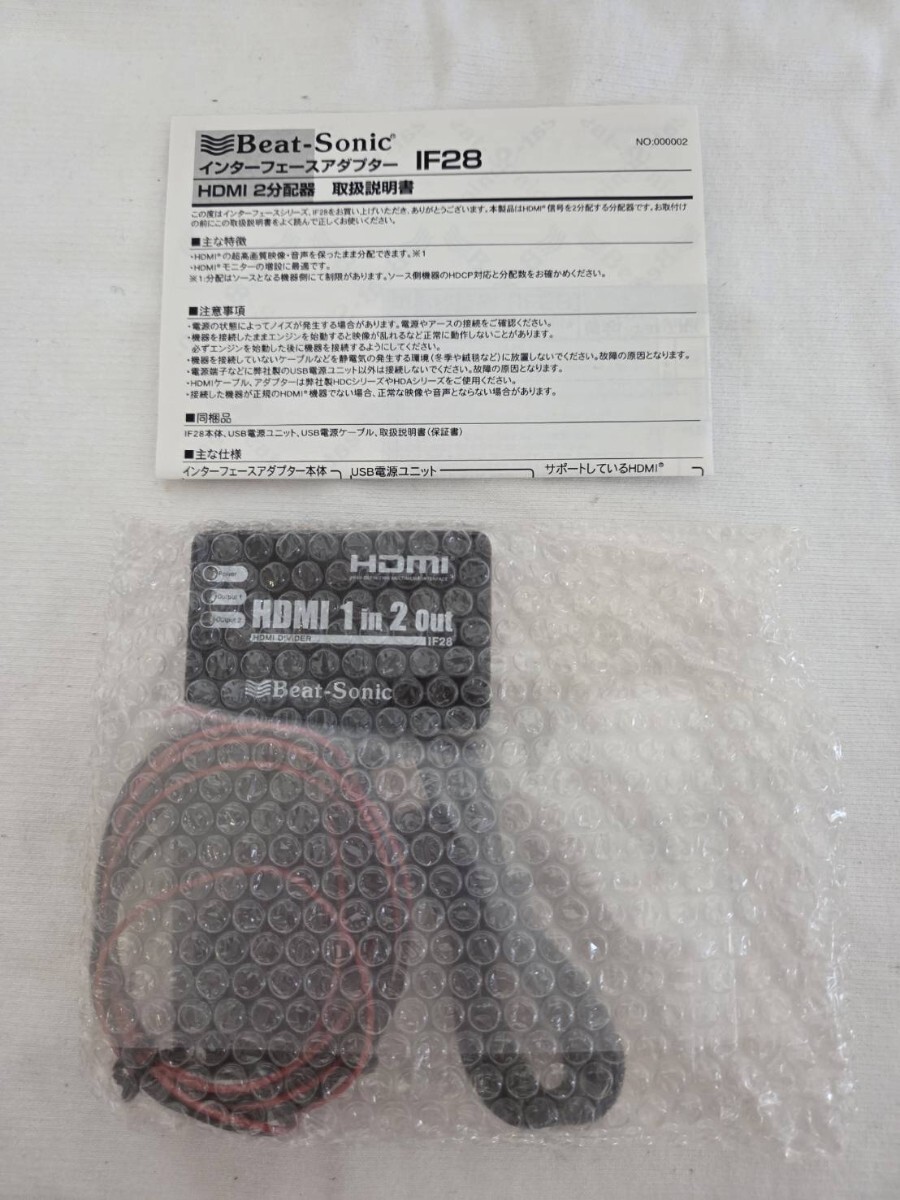 Beat-Sonic®
NO:000002
インターフェースアダプター IF28
HDMI 2分配器 取扱説明書
この度はインターフェースシリーズ、IF28をお買い上げいただき、ありがとうございます。本製品はHDMI®信号を2分配する分配器です。お取付け
の前にこの取扱説明書をよく読んで正しくお使いください。
■主な特徴
・HDMI®の超高画質映像・音声を保ったまま分配できます。※1
・HDMI®モニターの増設に最適です。
※1:分配はソースとなる機器側にて制限があります。ソース側機器のHDCP対応と分配数をお確かめください。
■注意事項
・電源の状態によってノイズが発生する場合があります。電源やアースの接続をご確認ください。
・機器を接続したままエンジンを始動すると映像が乱れるなど正常に動作しないことがあります。
必ずエンジンを始動した後に機器を接続するようにしてください。
・機器を接続していないケーブルなどを静電気の発生する環境(冬季や絨毯など)に放置しないでください。故障の原因となります。
・電源端子などに弊社製のUSB電源ユニット以外は接続しないでください。故障の原因となります。
・HDMIケーブル、アダプターは弊社製HDCシリーズやHDAシリーズをご使用ください。
・接続した機器が正規のHDMI®機器でない場合、正常な映像や音声とならない場合があります。
■同梱品
IF28本体、USB電源ユニット、USB電源ケーブル、取扱説明書(保証書)
■主な仕様
インターフェースアダプター本体 USB電源ユニット サポートしているHDMI®
HDMI
Power
Output 1
Output 2
HDMI 1 in 2 Out
HDMI DIVIDER
IF28
Beat-Sonic